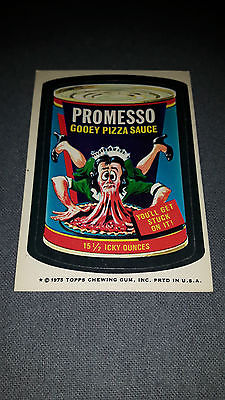 PROMESSO
GOOEY PIZZA SAUCE
YOU'LL GET
STUCK
ON IT!
15 1/2 ICKY OUNCES
★ © 1975 TOPPS CHEWING GUM, INC. PRTD IN U.S.A.